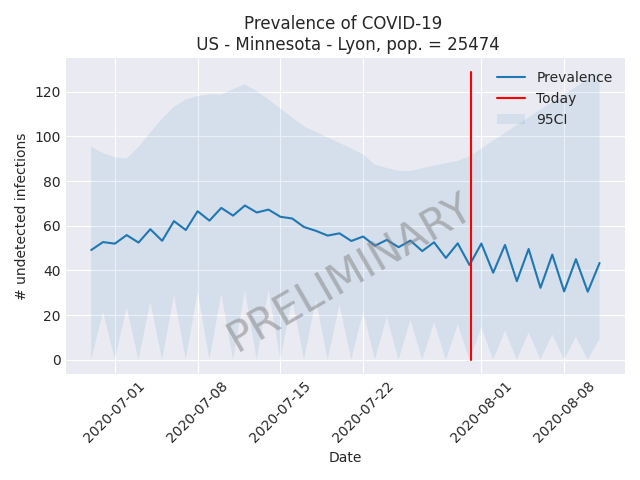 Prevalence of COVID-19
US - Minnesota - Lyon, pop. = 25474
Prevalence
Today
95CI
# undetected infections
120
100
80
60
40
20
0
PRELIMINARY
2020-07-01
2020-07-08
2020-07-15
2020-07-22
2020-08-01
2020-08-08
Date